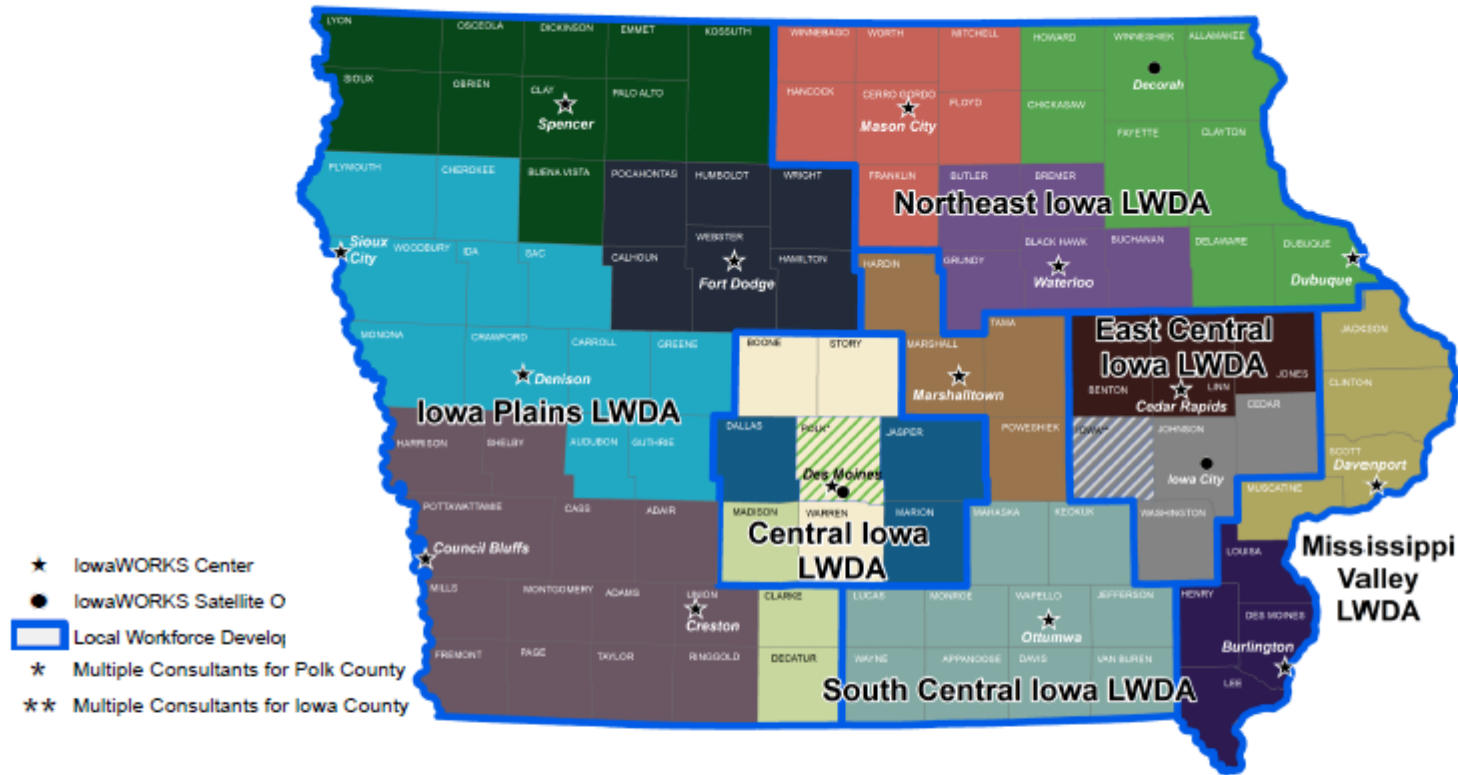 LYON
OSCEOLA
DICKINSON
EMMET
KOSSUTH
WINNEBAGO
WORTH
MITCHELL
HOWARD
WINNESHIEK
ALLAMAKEE
SIOUX
OBRIEN
CLAY
PALO ALTO
HANCOCK
CERRO GORDO
FLOYD
CHICKASAW
Decorah
Spencer
Mason City
FAYETTE
CLAYTON
PLYMOUTH
CHEROKEE
BUENA VISTA
POCAHONTAS
HUMBOLDT
WRIGHT
FRANKLIN
BUTLER
BREMER
Northeast Iowa LWDA
Sioux
City
WOODBURY
IDA
SAC
CALHOUN
WEBSTER
HAMILTON
Fort Dodge
HARDIN
GRUNDY
BLACK HAWK
BUCHANAN
DELAWARE
DUBUQUE
Waterloo
Dubuque
MONONA
CRAWFORD
CARROLL
GREENE
BOONE
STORY
MARSHALL
TAMA
East Central
Iowa LWDA
BENTON
LINN
JONES
JACKSON
Denison
Marshalltown
Cedar Rapids
CLINTON
Iowa Plains LWDA
HARRISON
SHELBY
AUDUBON
GUTHRIE
DALLAS
POLK*
JASPER
POWESHIEK
IOWA**
JOHNSON
CEDAR
SCOTT
Des Moines
Iowa City
Davenport
MUSCATINE
POTTAWATTAMIE
CASS
ADAIR
MADISON
WARREN
MARION
MAHASKA
KEOKUK
WASHINGTON
Central Iowa
LWDA
Council Bluffs
LOUISA
Mississippi
Valley
LWDA
MILLS
MONTGOMERY
ADAMS
UNION
CLARKE
LUCAS
MONROE
WAPELLO
JEFFERSON
HENRY
DES MOINES
Creston
Ottumwa
Burlington
FREMONT
PAGE
TAYLOR
RINGGOLD
DECATUR
WAYNE
APPANOOSE
DAVIS
VAN BUREN
LEE
South Central Iowa LWDA
★ IowaWORKS Center
● IowaWORKS Satellite O
Local Workforce Develop
* Multiple Consultants for Polk County
** Multiple Consultants for Iowa County